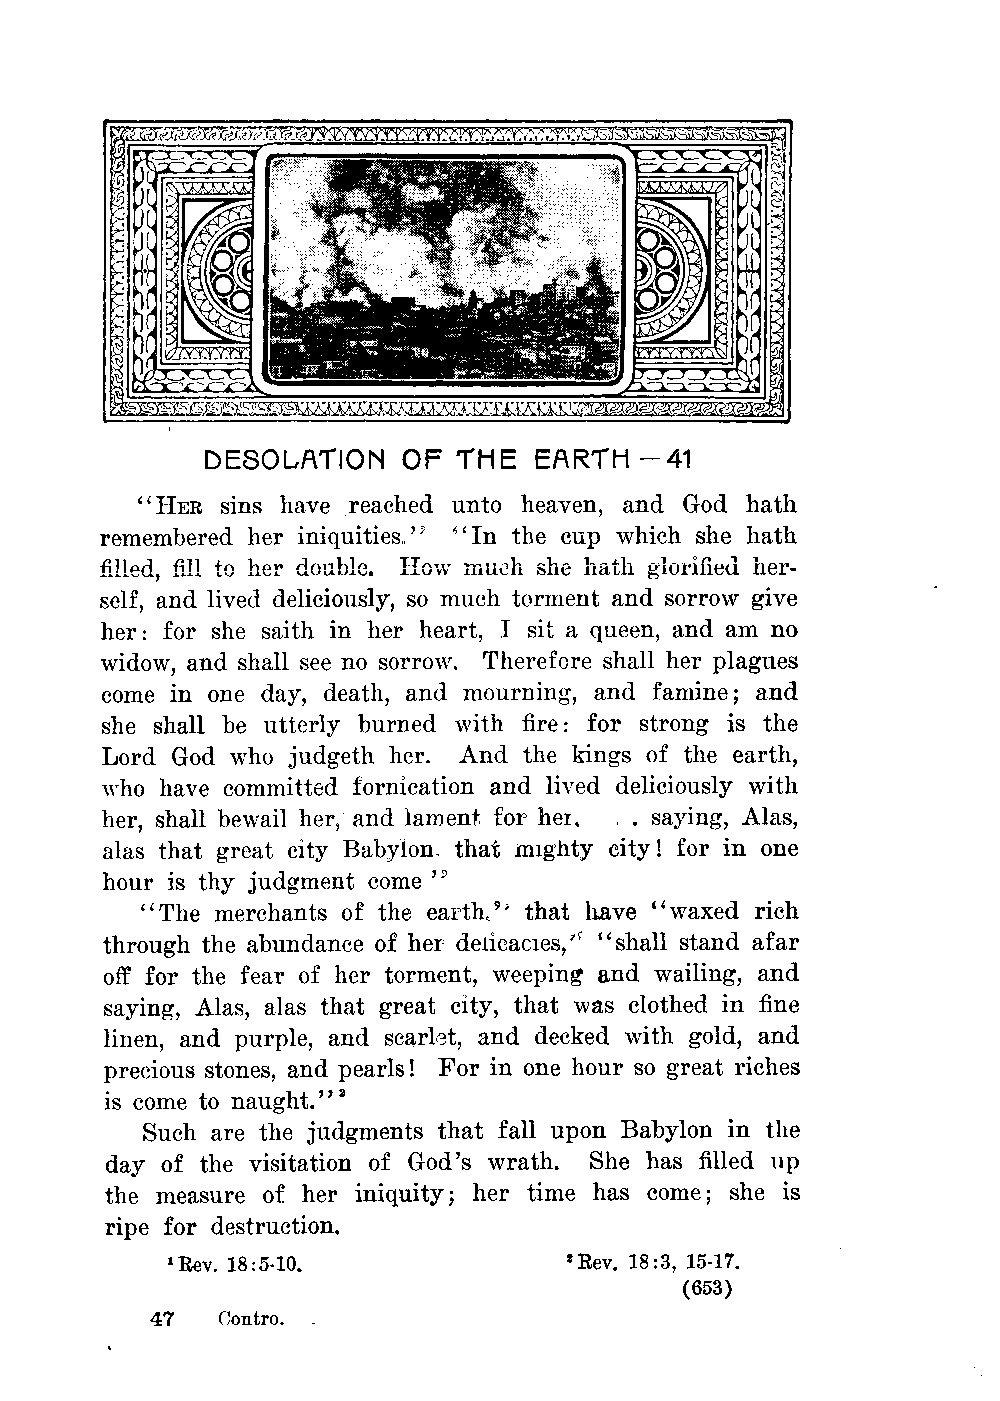 DESOLATION OF THE EARTH — 41
“HER sins have reached unto heaven, and God hath
remembered her iniquities.” “In the cup which she hath
filled, fill to her double. How much she hath glorified her-
self, and lived deliciously, so much torment and sorrow give
her: for she saith in her heart, I sit a queen, and am no
widow, and shall see no sorrow. Therefore shall her plagues
come in one day, death, and mourning, and famine; and
she shall be utterly burned with fire: for strong is the
Lord God who judgeth her. And the kings of the earth,
who have committed fornication and lived deliciously with
her, shall bewail her, and lament for her, . . saying, Alas,
alas that great city Babylon, that mighty city! for in one
hour is thy judgment come ”
“The merchants of the earth,” that have “waxed rich
through the abundance of her delicacies,” “shall stand afar
off for the fear of her torment, weeping and wailing, and
saying, Alas, alas that great city, that was clothed in fine
linen, and purple, and scarlet, and decked with gold, and
precious stones, and pearls! For in one hour so great riches
is come to naught.”²
Such are the judgments that fall upon Babylon in the
day of the visitation of God’s wrath. She has filled up
the measure of her iniquity; her time has come; she is
ripe for destruction.
¹ Rev. 18:5-10. ² Rev. 18:3, 15-17.
(653)
47 Contro.